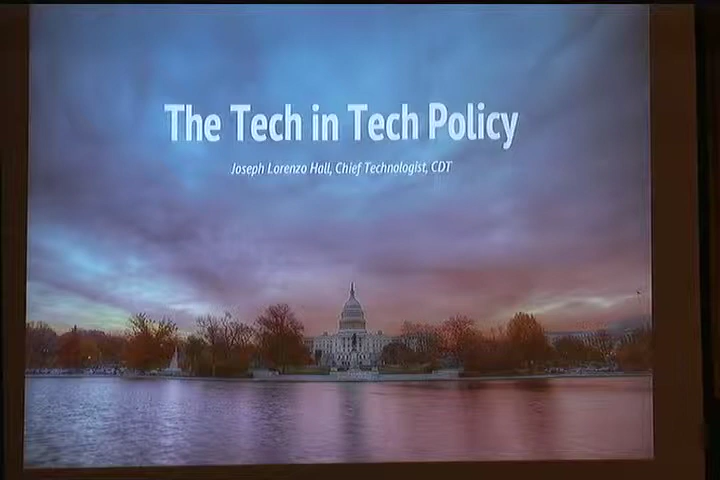 The Tech in Tech Policy
Joseph Lorenzo Hall, Chief Technologist, CDT